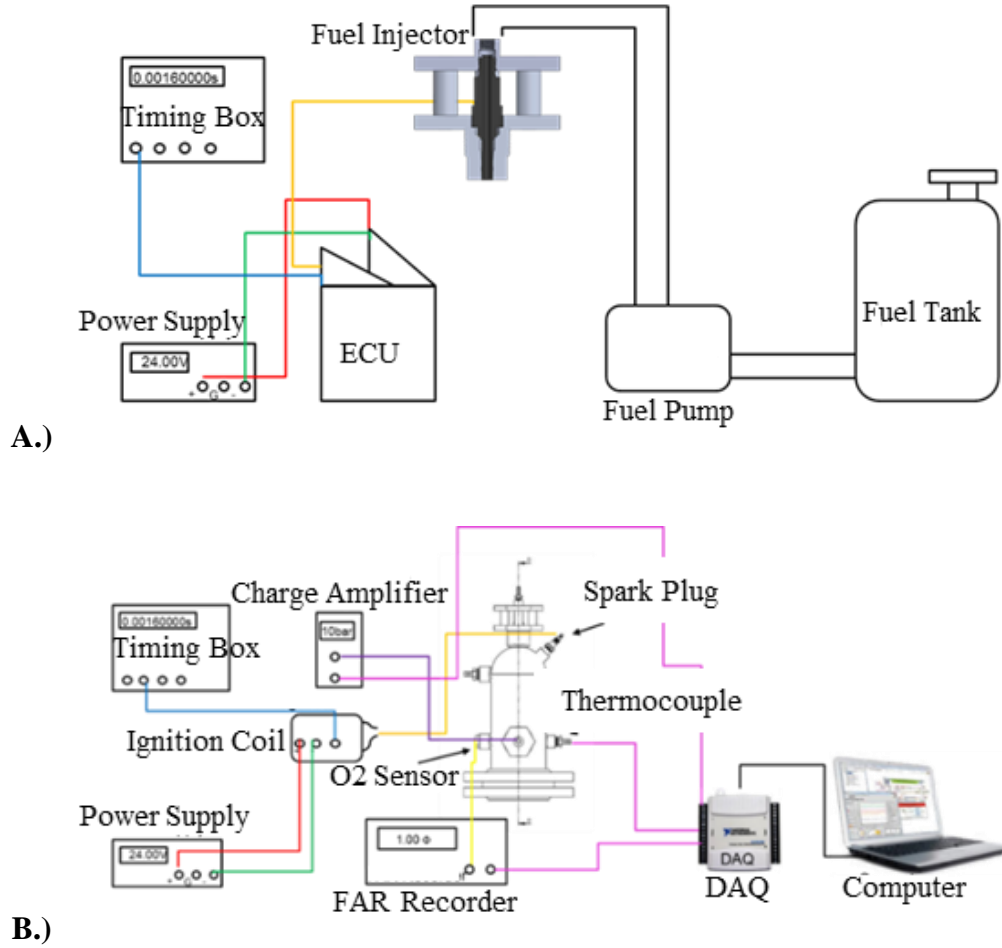 Fuel Injector
0.00160000s
Timing Box
Power Supply
24.00V
+ G -
ECU
Fuel Tank
Fuel Pump
A.)
Charge Amplifier
Spark Plug
0.00160000s
10bar
Timing Box
Thermocouple
Ignition Coil
O2 Sensor
Power Supply
1.00 Φ
24.00V
+ G -
DAQ
FAR Recorder
DAQ
Computer
B.)